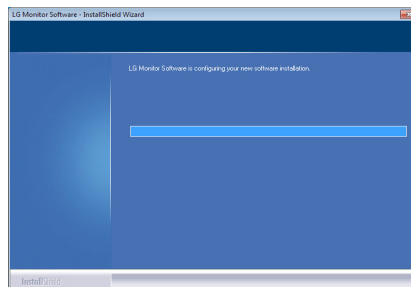 LG Monitor Software - InstallShield Wizard
LG Monitor Software is configuring your new software installation.
InstallShield